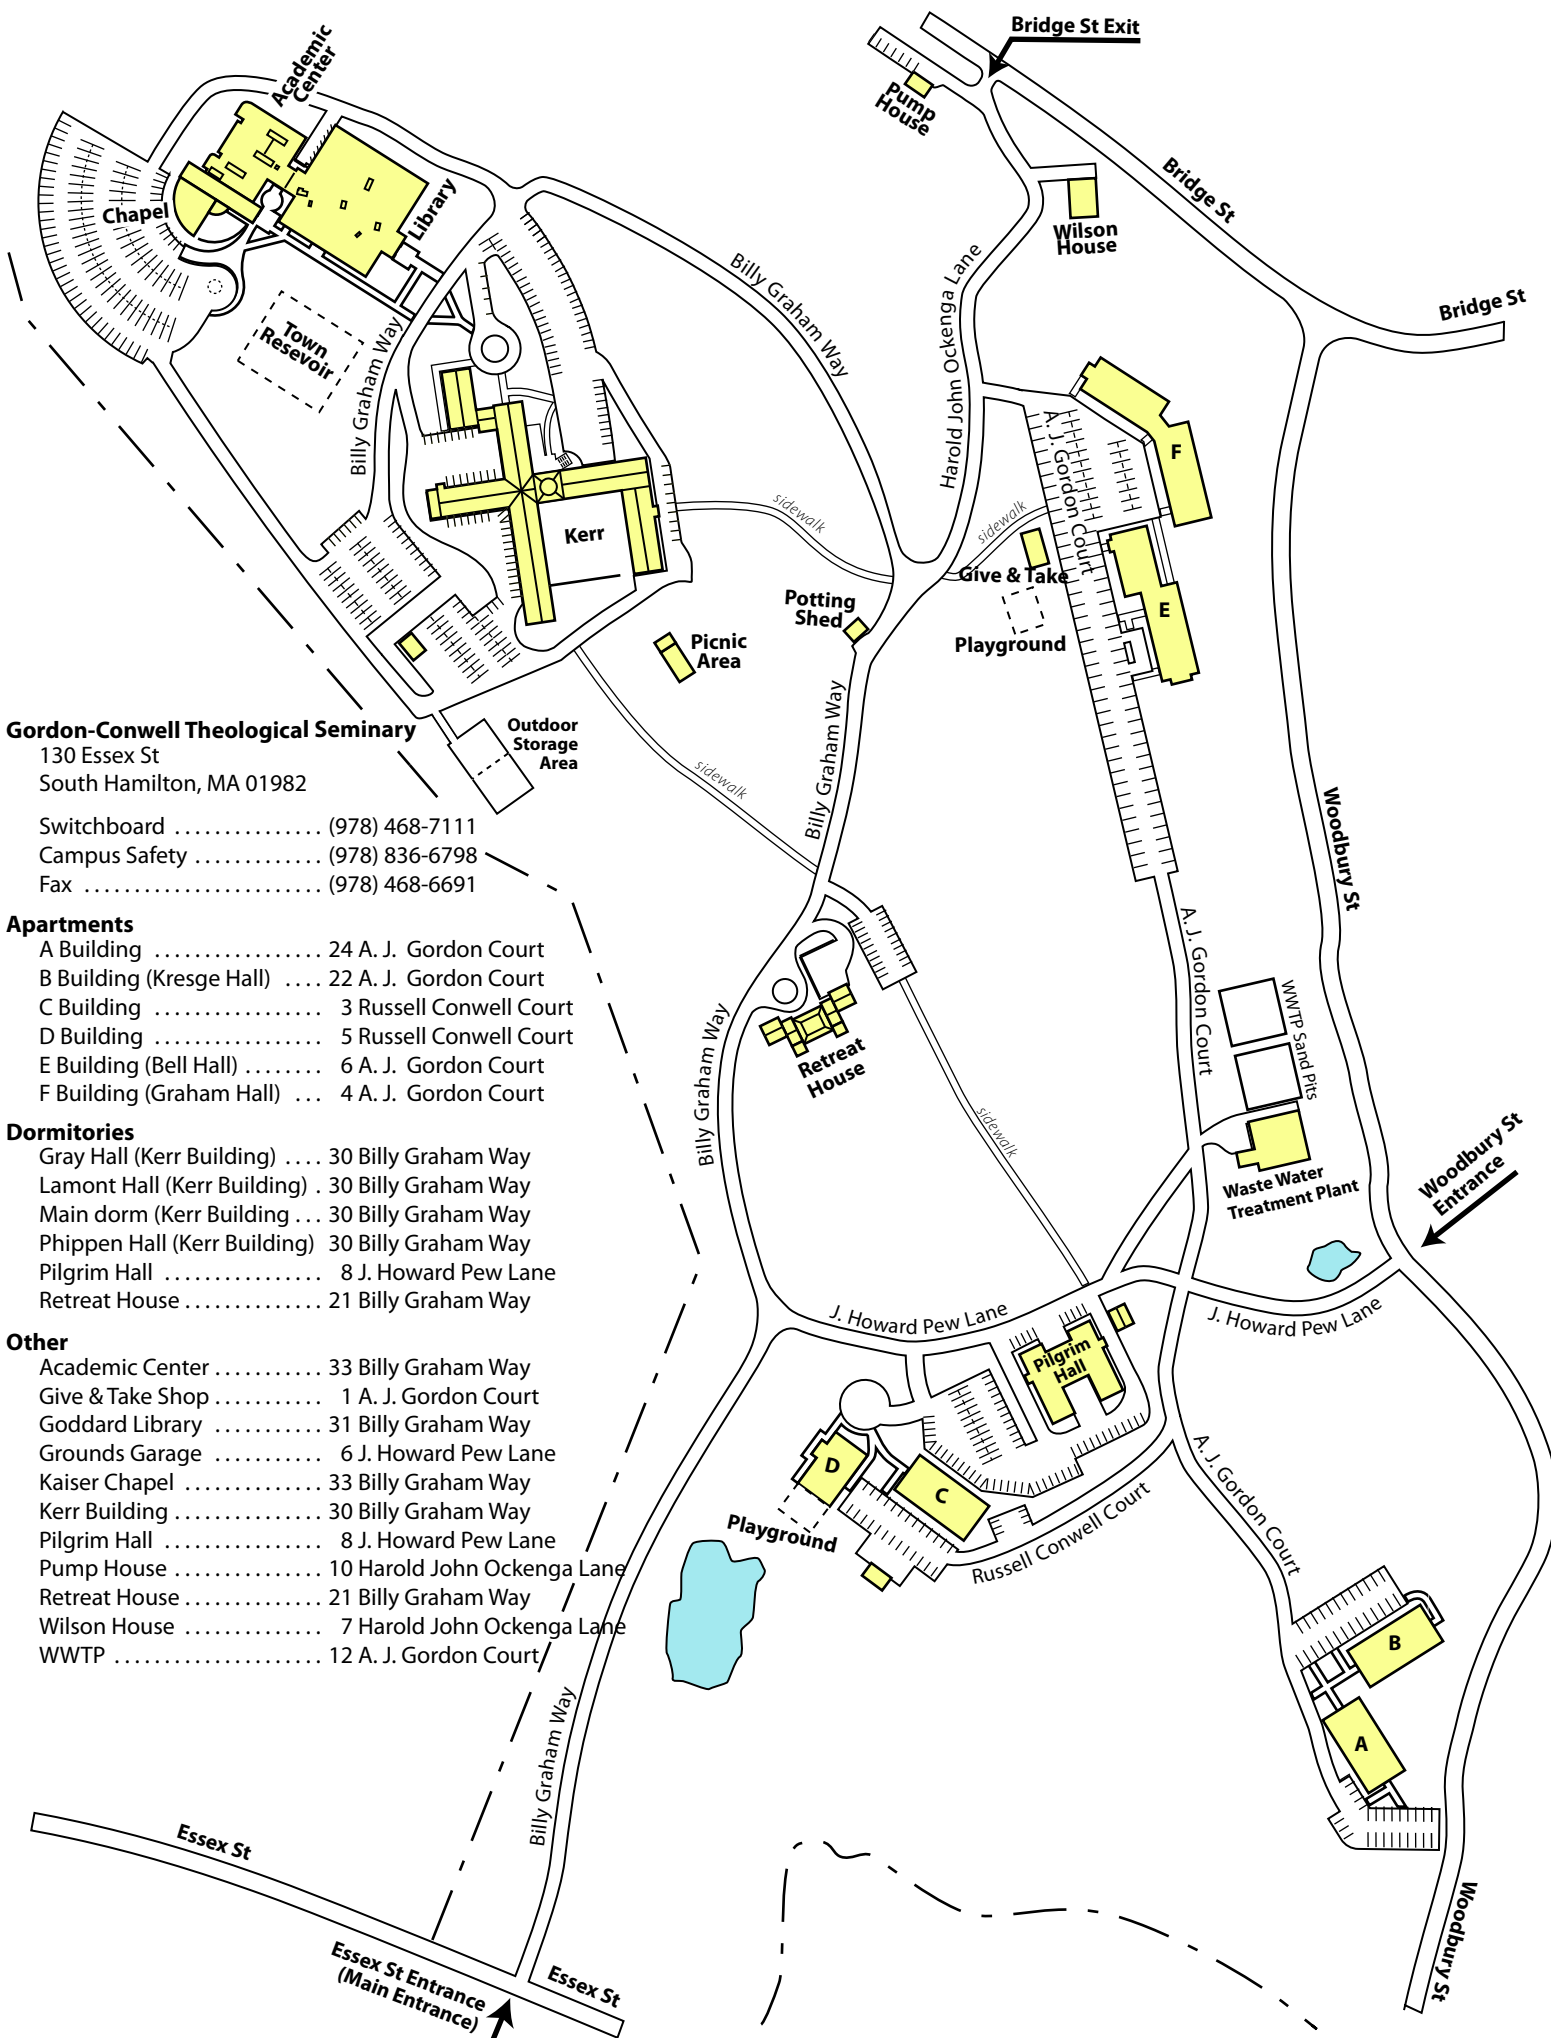 Bridge St Exit
Academic
Center
Pump
House
Bridge St
Chapel
Library
Wilson
House
Billy Graham Way
Harold John Ockenga Lane
Bridge St
Town
Resevoir
Billy Graham Way
A. J. Gordon Court
F
sidewalk
sidewalk
Kerr
Give & Take
Potting
Shed
E
Picnic
Area
Playground
Gordon-Conwell Theological Seminary
130 Essex St
South Hamilton, MA 01982
Outdoor
Storage
Area
sidewalk
Billy Graham Way
Woodbury St
Switchboard ............... (978) 468-7111
Campus Safety ............. (978) 836-6798
Fax ........................ (978) 468-6691
Apartments
A Building ................. 24 A. J. Gordon Court
B Building (Kresge Hall) .... 22 A. J. Gordon Court
C Building ................. 3 Russell Conwell Court
D Building ................. 5 Russell Conwell Court
E Building (Bell Hall) ........ 6 A. J. Gordon Court
F Building (Graham Hall) ... 4 A. J. Gordon Court
A. J. Gordon Court
WWTP Sand Pits
Retreat
House
Billy Graham Way
sidewalk
Dormitories
Gray Hall (Kerr Building) .... 30 Billy Graham Way
Lamont Hall (Kerr Building) . 30 Billy Graham Way
Main dorm (Kerr Building ... 30 Billy Graham Way
Phippen Hall (Kerr Building) 30 Billy Graham Way
Pilgrim Hall ................ 8 J. Howard Pew Lane
Retreat House .............. 21 Billy Graham Way
Waste Water
Treatment Plant
Woodbury St
Entrance
J. Howard Pew Lane
J. Howard Pew Lane
Other
Academic Center ........... 33 Billy Graham Way
Give & Take Shop ........... 1 A. J. Gordon Court
Goddard Library ........... 31 Billy Graham Way
Grounds Garage ........... 6 J. Howard Pew Lane
Kaiser Chapel .............. 33 Billy Graham Way
Kerr Building ............... 30 Billy Graham Way
Pilgrim Hall ................ 8 J. Howard Pew Lane
Pump House ............... 10 Harold John Ockenga Lane
Retreat House .............. 21 Billy Graham Way
Wilson House .............. 7 Harold John Ockenga Lane
WWTP ..................... 12 A. J. Gordon Court
Pilgrim
Hall
D
C
Playground
Russell Conwell Court
A. J. Gordon Court
B
A
Billy Graham Way
Essex St
Woodbury St
Essex St Entrance
(Main Entrance)
Essex St